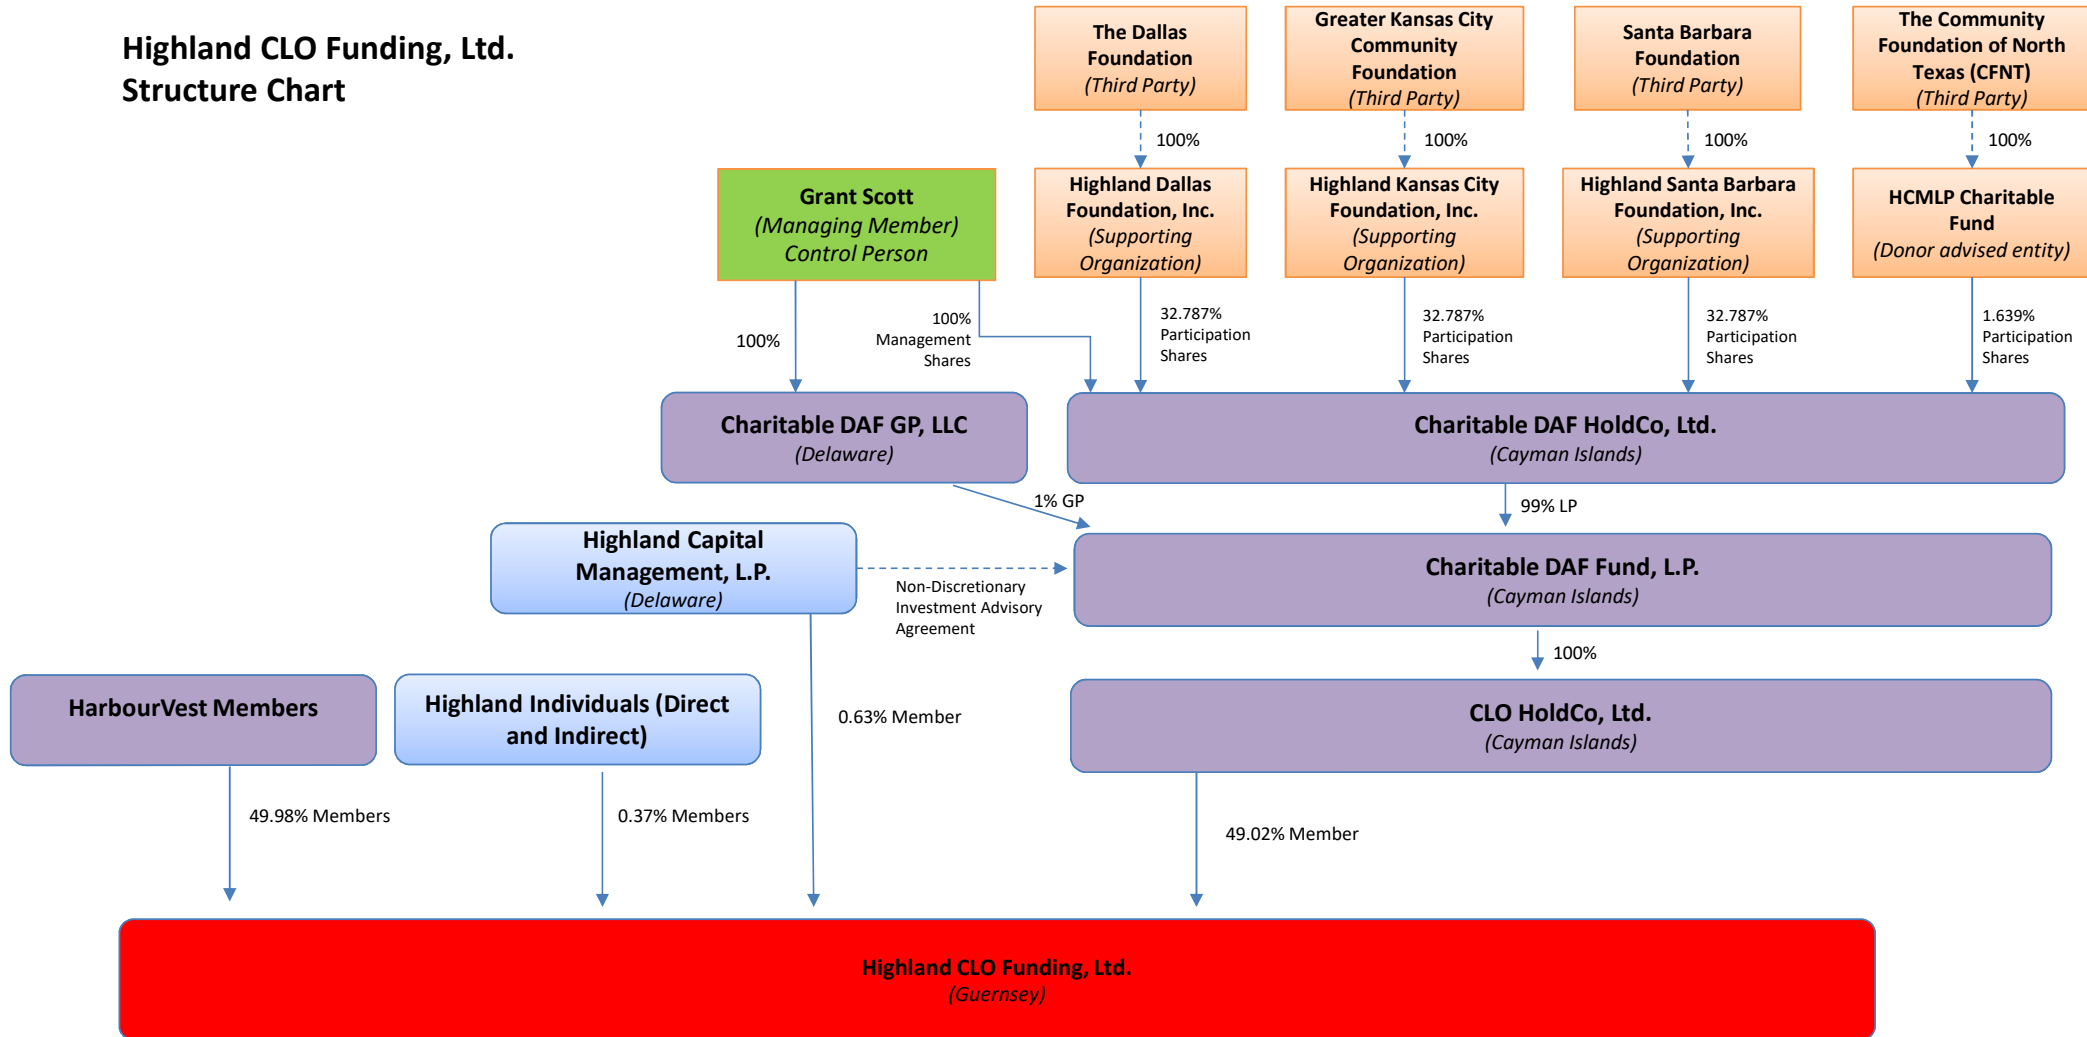 Highland CLO Funding, Ltd.
Structure Chart
The Dallas
Foundation
(Third Party)
Greater Kansas City
Community
Foundation
(Third Party)
Santa Barbara
Foundation
(Third Party)
The Community
Foundation of North
Texas (CFNT)
(Third Party)
100%
100%
100%
100%
Grant Scott
(Managing Member)
Control Person
Highland Dallas
Foundation, Inc.
(Supporting
Organization)
Highland Kansas City
Foundation, Inc.
(Supporting
Organization)
Highland Santa Barbara
Foundation, Inc.
(Supporting
Organization)
HCMLP Charitable
Fund
(Donor advised entity)
100%
100%
Management
Shares
32.787%
Participation
Shares
32.787%
Participation
Shares
32.787%
Participation
Shares
1.639%
Participation
Shares
Charitable DAF GP, LLC
(Delaware)
Charitable DAF HoldCo, Ltd.
(Cayman Islands)
1% GP
99% LP
Highland Capital
Management, L.P.
(Delaware)
Non-Discretionary
Investment Advisory
Agreement
Charitable DAF Fund, L.P.
(Cayman Islands)
100%
HarbourVest Members
Highland Individuals (Direct
and Indirect)
0.63% Member
CLO HoldCo, Ltd.
(Cayman Islands)
49.98% Members
0.37% Members
49.02% Member
Highland CLO Funding, Ltd.
(Guernsey)